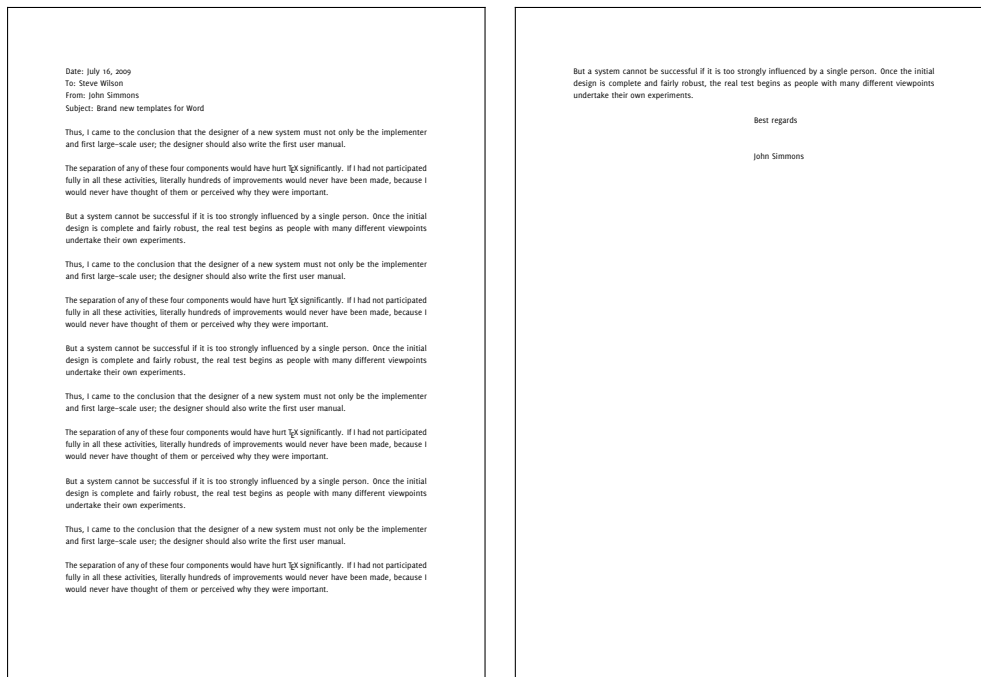 Date: July 16, 2009
To: Steve Wilson
From: John Simmons
Subject: Brand new templates for Word
Thus, I came to the conclusion that the designer of a new system must not only be the implementer
and first large-scale user; the designer should also write the first user manual.
The separation of any of these four components would have hurt TEX significantly. If I had not participated
fully in all these activities, literally hundreds of improvements would never have been made, because I
would never have thought of them or perceived why they were important.
But a system cannot be successful if it is too strongly influenced by a single person. Once the initial
design is complete and fairly robust, the real test begins as people with many different viewpoints
undertake their own experiments.
Thus, I came to the conclusion that the designer of a new system must not only be the implementer
and first large-scale user; the designer should also write the first user manual.
The separation of any of these four components would have hurt TEX significantly. If I had not participated
fully in all these activities, literally hundreds of improvements would never have been made, because I
would never have thought of them or perceived why they were important.
But a system cannot be successful if it is too strongly influenced by a single person. Once the initial
design is complete and fairly robust, the real test begins as people with many different viewpoints
undertake their own experiments.
Thus, I came to the conclusion that the designer of a new system must not only be the implementer
and first large-scale user; the designer should also write the first user manual.
The separation of any of these four components would have hurt TEX significantly. If I had not participated
fully in all these activities, literally hundreds of improvements would never have been made, because I
would never have thought of them or perceived why they were important.
But a system cannot be successful if it is too strongly influenced by a single person. Once the initial
design is complete and fairly robust, the real test begins as people with many different viewpoints
undertake their own experiments.
Thus, I came to the conclusion that the designer of a new system must not only be the implementer
and first large-scale user; the designer should also write the first user manual.
The separation of any of these four components would have hurt TEX significantly. If I had not participated
fully in all these activities, literally hundreds of improvements would never have been made, because I
would never have thought of them or perceived why they were important.
But a system cannot be successful if it is too strongly influenced by a single person. Once the initial
design is complete and fairly robust, the real test begins as people with many different viewpoints
undertake their own experiments.
Best regards
John Simmons